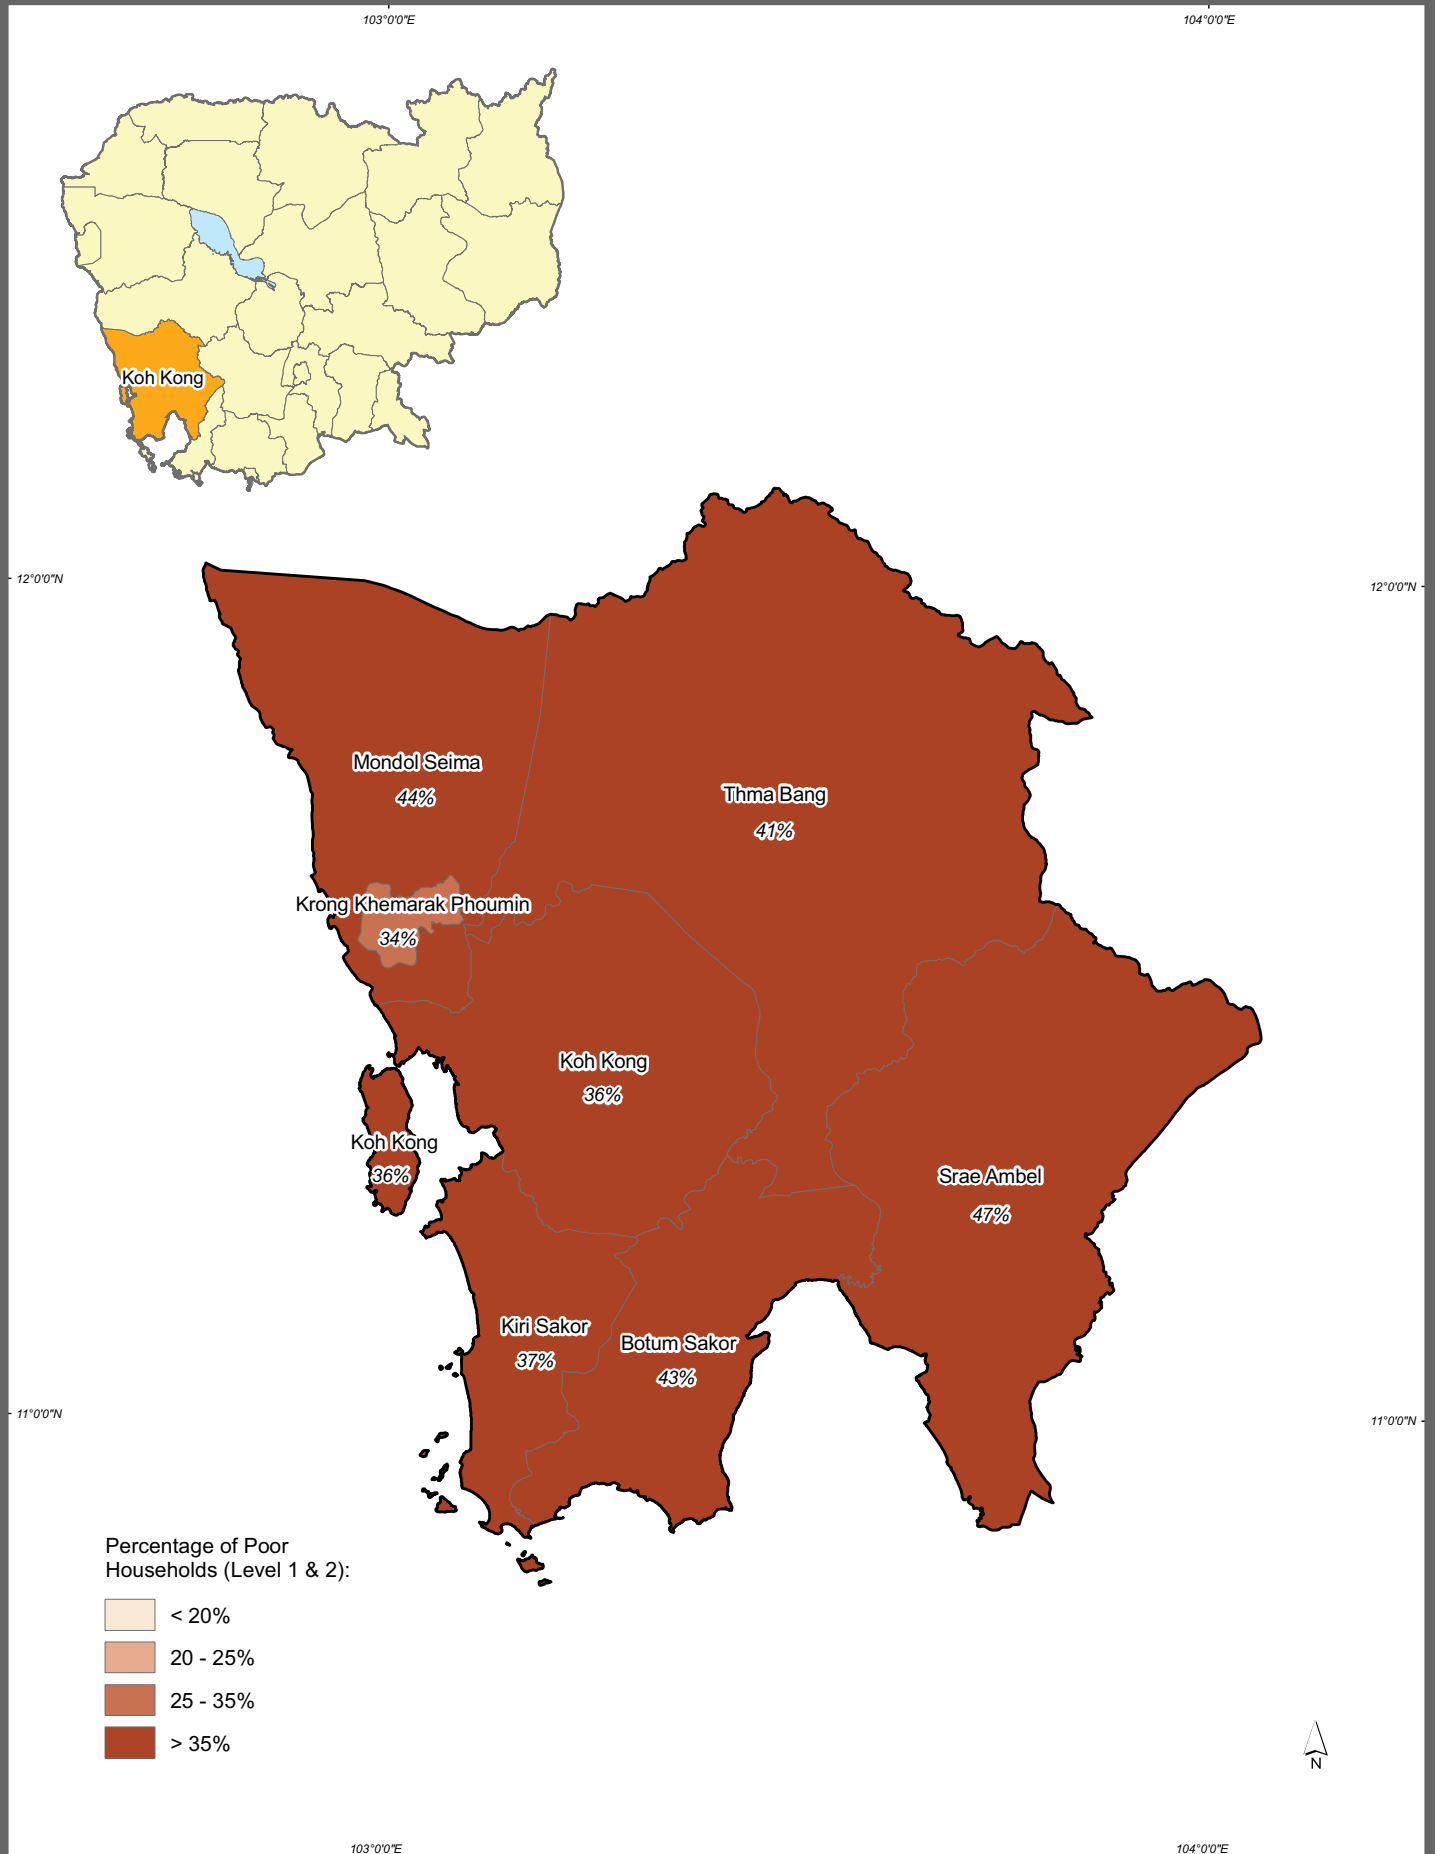 103°0'0"E
104°0'0"E
Koh Kong
12°0'0"N
12°0'0"N
Mondol Seima
44%
Thma Bang
41%
Krong Khemarak Phoumin
34%
Koh Kong
36%
Koh Kong
36%
Srae Ambel
47%
Kiri Sakor
37%
Botum Sakor
43%
11°0'0"N
11°0'0"N
Percentage of Poor
Households (Level 1 & 2):
< 20%
20 - 25%
25 - 35%
> 35%
N
103°0'0"E
104°0'0"E